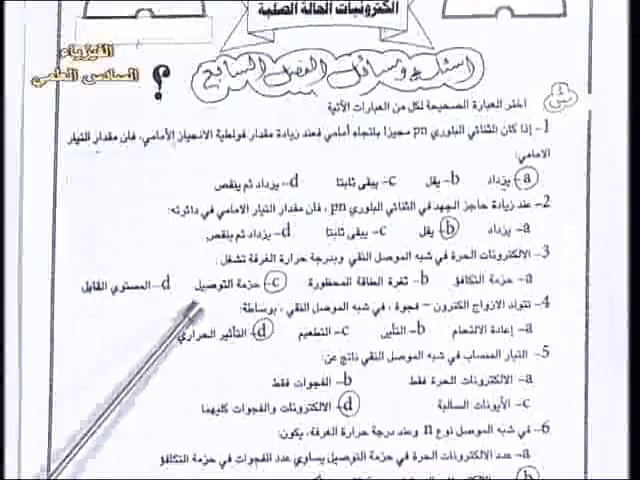 الكترونيات الحالة الصلبة
الفيزياء
السادس العلمي
؟
اسئلة ومسائل الفصل السابع
س
أختر العبارة الصحيحة لكل من العبارات الآتية
1- إذا كان الثنائي البلوري pn محيزا باتجاه أمامي فعند زيادة مقدار فولطية الانحياز الأمامي، فان مقدار التيار
الامامي:
a- يزداد b- يقل c- يبقى ثابتا d- يزداد ثم ينقص
2- عند زيادة حاجز الجهد في الثنائي البلوري pn ، فان مقدار التيار الامامي في دائرته:
a- يزداد b- يقل c- يبقى ثابتا d- يزداد ثم ينقص
3- الالكترونات الحرة في شبه الموصل النقي وبدرجة حرارة الغرفة تشغل:
a- حزمة التكافؤ b- ثغرة الطاقة المحظورة c- حزمة التوصيل d- المستوي القابل
4- تتولد الازواج الكترون – فجوة، في شبه الموصل النقي ، بوساطة:
a- إعادة الالتحام b- التأين c- التطعيم d- التأثير الحراري
5- التيار المنساب في شبه الموصل النقي ناتج عن:
a- الالكترونات الحرة فقط b- الفجوات فقط
c- الأيونات السالبة d- الالكترونات والفجوات كليهما
6- في شبه الموصل نوع n وعند درجة حرارة الغرفة، يكون:
a- عدد الالكترونات الحرة في حزمة التوصيل يساوي عدد الفجوات في حزمة التكافؤ
b